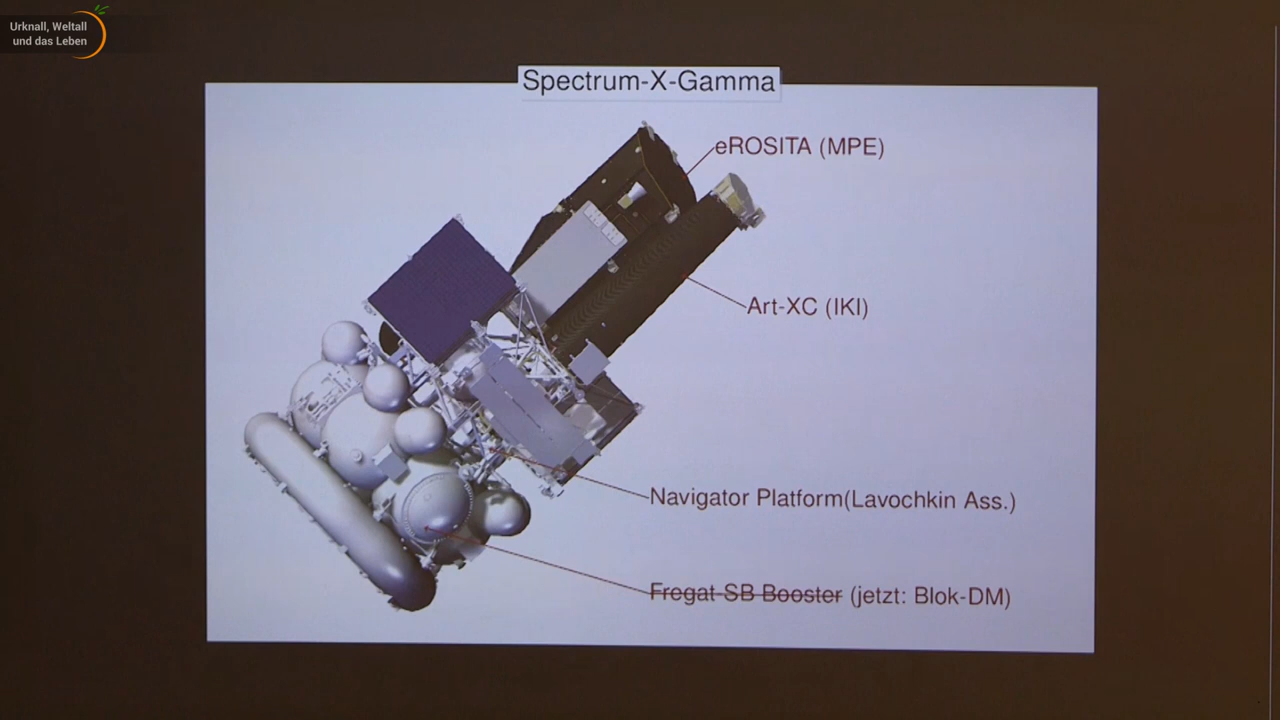 Urknall, Weltall
und das Leben
Spectrum-X-Gamma
eROSITA (MPE)
Art-XC (IKI)
Navigator Platform(Lavochkin Ass.)
Fregat-SB Booster (jetzt: Blok-DM)